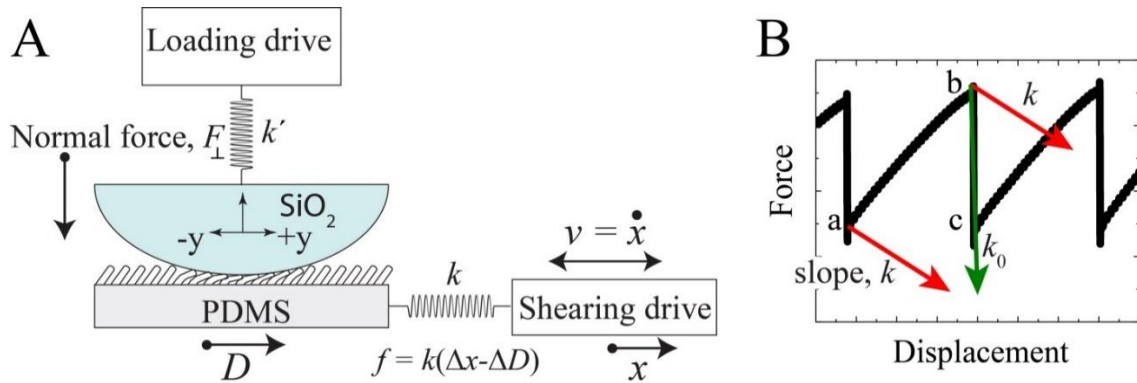 A
Loading drive
k′
Normal force, F⊥
SiO2
-y
+y
PDMS
D
k
f = k(Δx-ΔD)
v = ẋ
Shearing drive
x
B
Force
b
k
a
c
k0
slope, k
Displacement